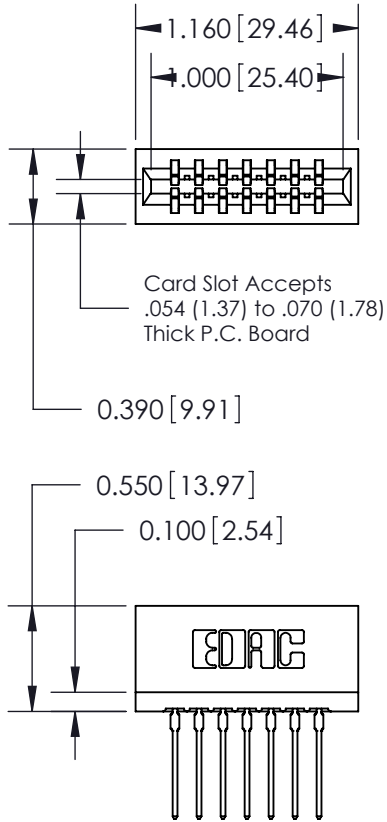 1.160 [29.46]
1.000 [25.40]
Card Slot Accepts
.054 (1.37) to .070 (1.78)
Thick P.C. Board
0.390 [9.91]
0.550 [13.97]
0.100 [2.54]
EDAC